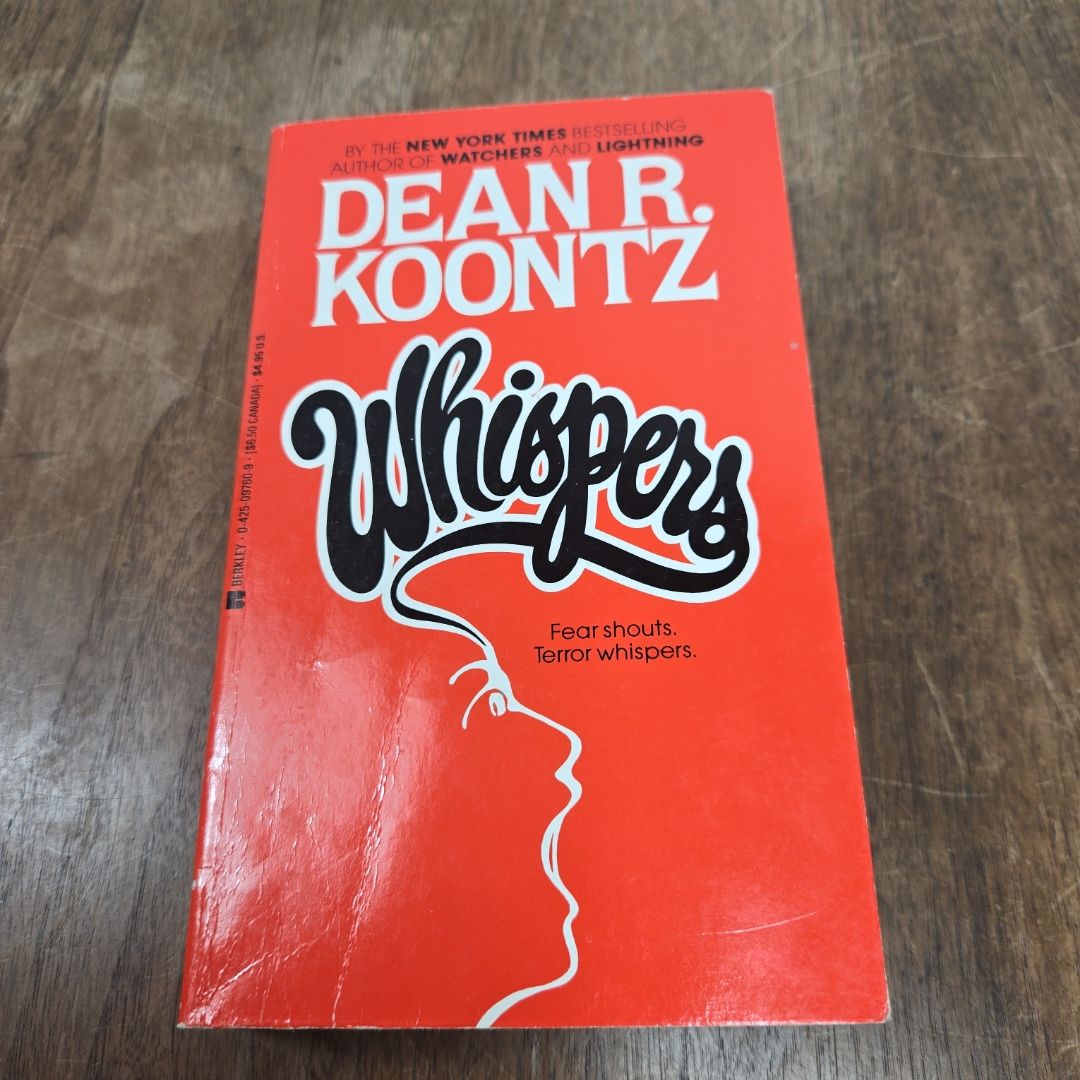 BY THE NEW YORK TIMES BESTSELLING
AUTHOR OF WATCHERS AND LIGHTNING
DEAN R.
KOONTZ
Whispers
Fear shouts.
Terror whispers.
BERKLEY • 0-425-09760-9 • ($6.50 CANADA) • $4.95 U.S.